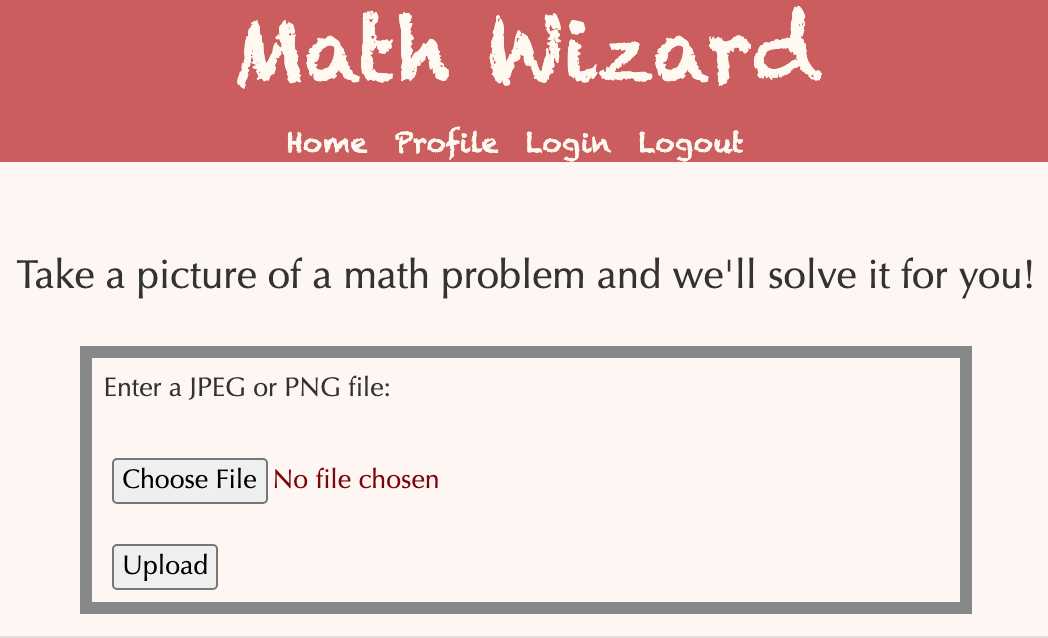 Math Wizard
Home Profile Login Logout
Take a picture of a math problem and we'll solve it for you!
Enter a JPEG or PNG file:
Choose File No file chosen
Upload